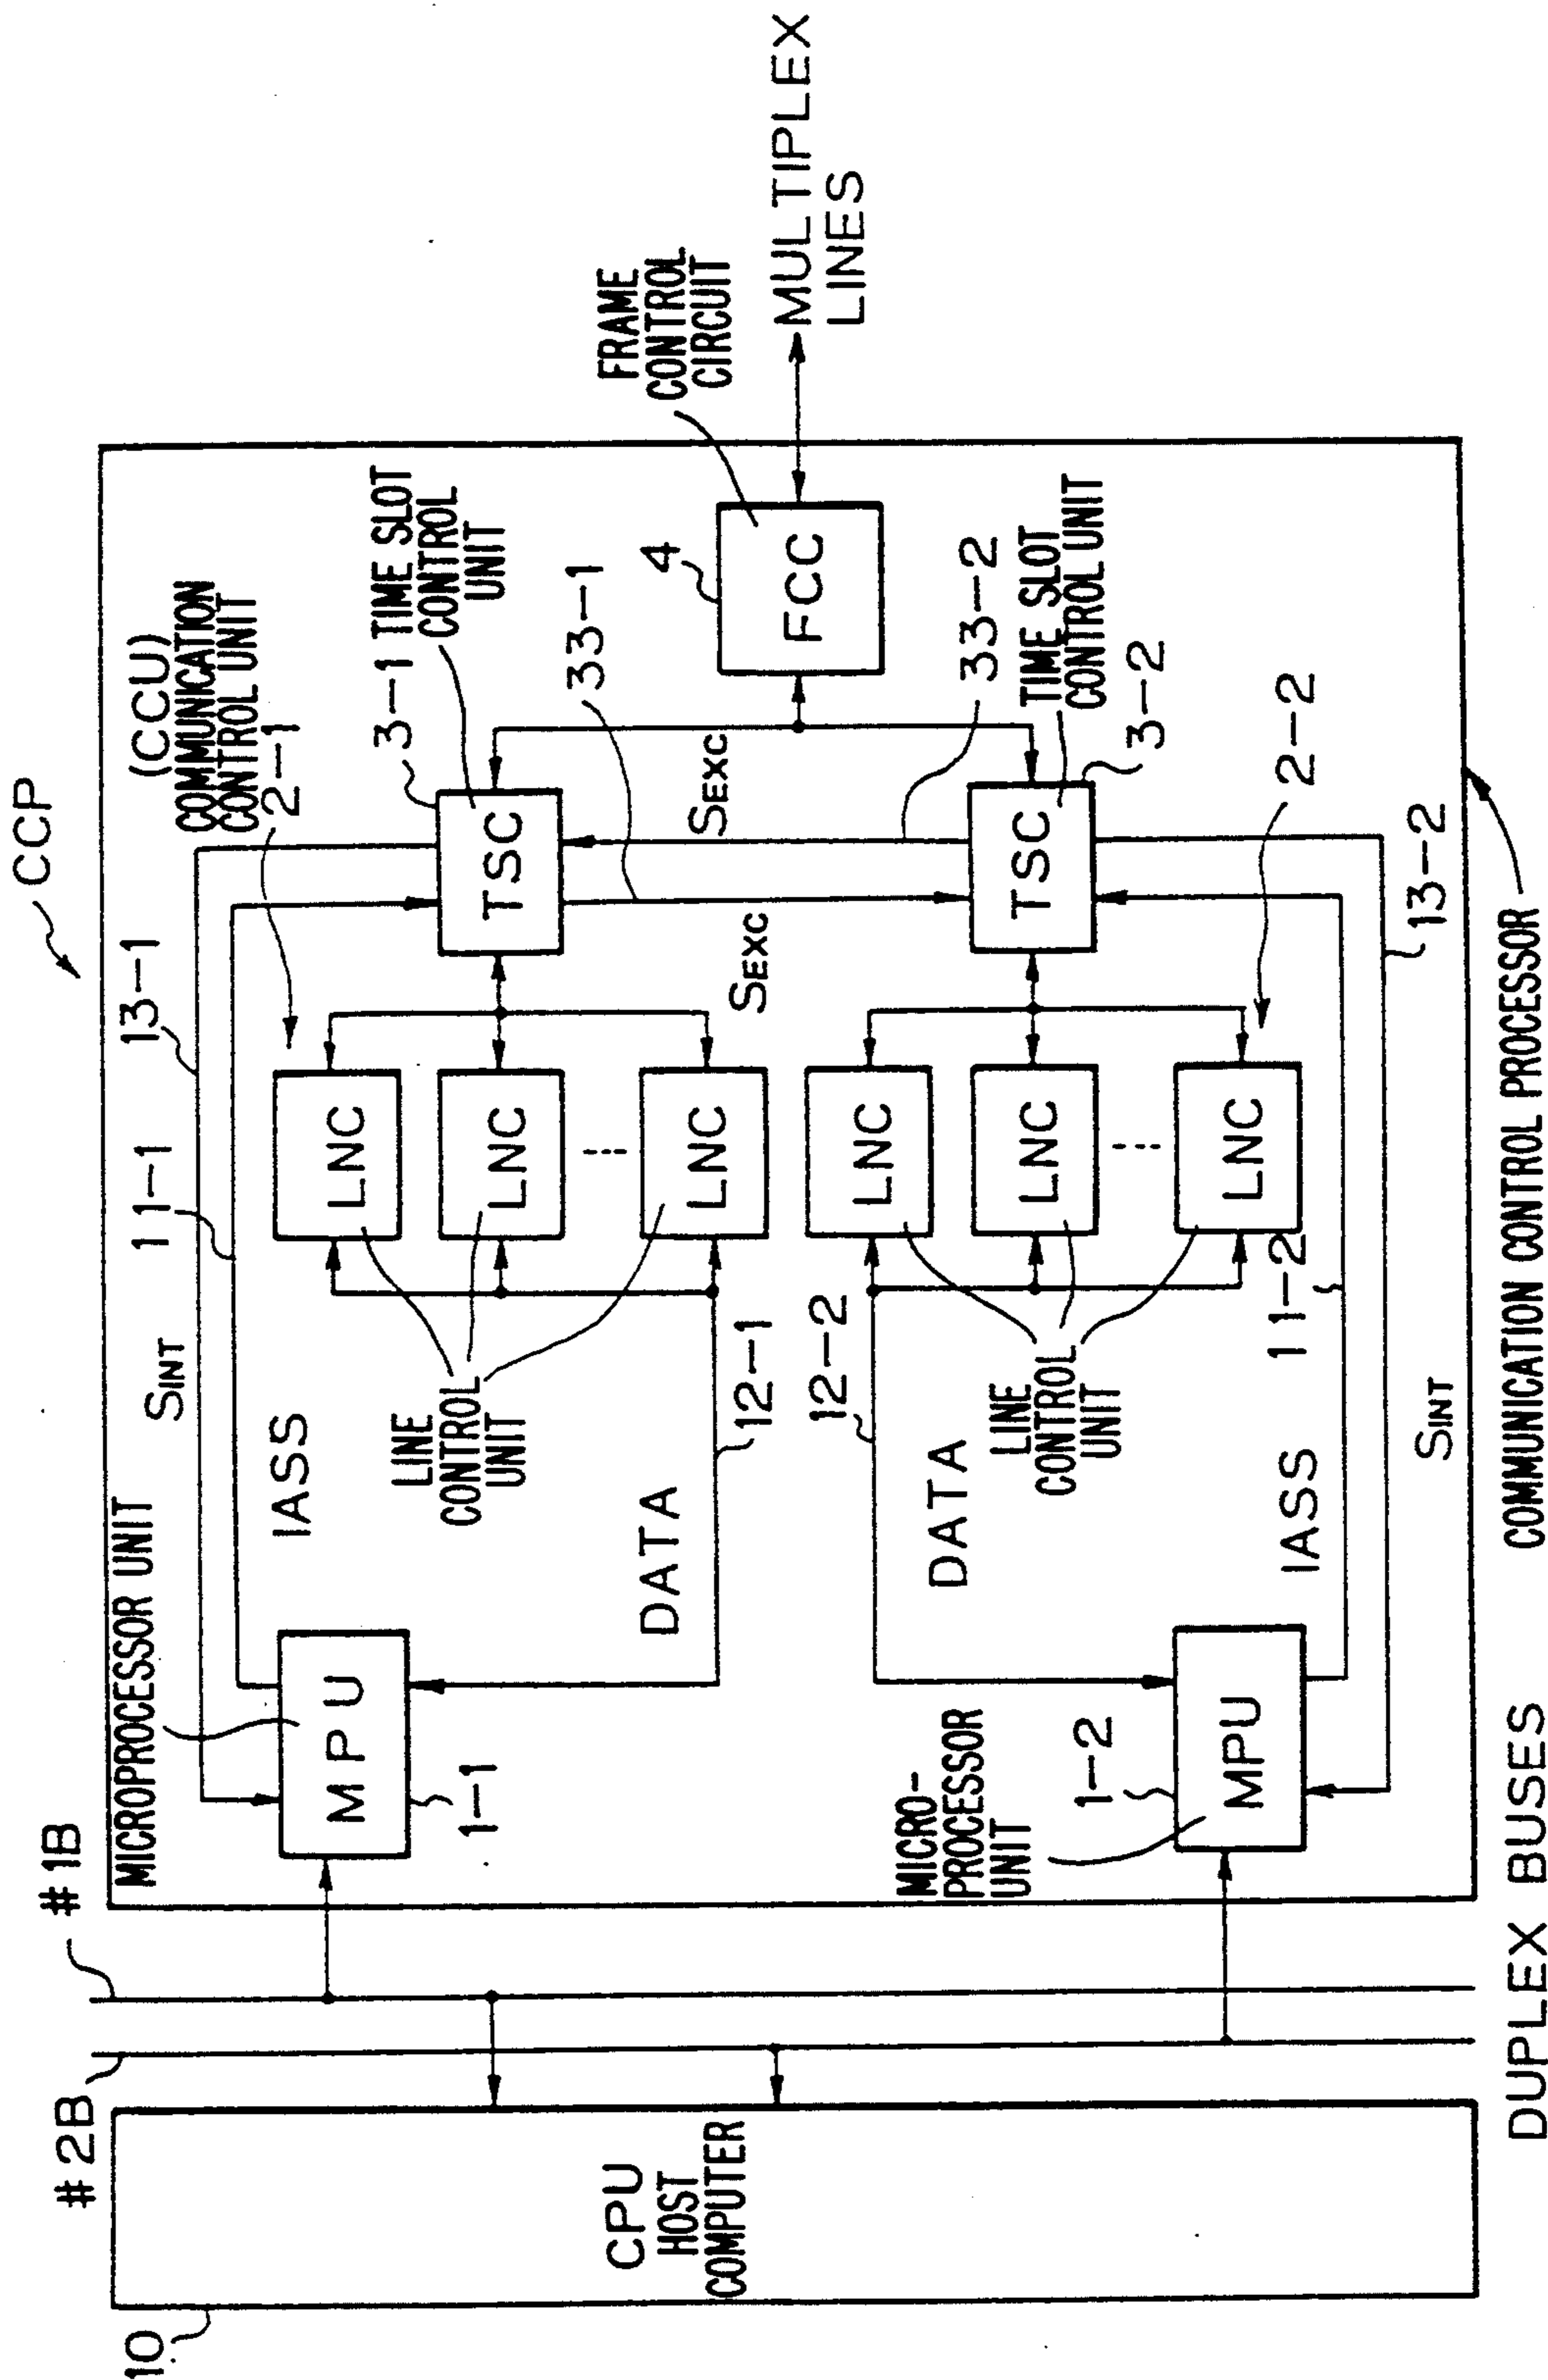 CCP
13-1
11-1
(CCU)
COMMUNICATION
CONTROL UNIT
2-1
3-1
TIME SLOT
CONTROL
UNIT
#1B
#2B
MICROPROCESSOR UNIT
SINT
IASS
MPU
1-1
LNC
LNC
LNC
LINE
CONTROL
UNIT
DATA
12-1
TSC
33-1
SEXC
SEXC
FRAME
CONTROL
CIRCUIT
4
FCC
MULTIPLEX
LINES
10
CPU
HOST
COMPUTER
12-2
DATA
LNC
LNC
LNC
LINE
CONTROL
UNIT
TSC
33-2
TIME SLOT
CONTROL UNIT
3-2
2-2
MICRO-
PROCESSOR
UNIT
1-2
MPU
IASS
11-2
SINT
13-2
DUPLEX BUSES
COMMUNICATION CONTROL PROCESSOR